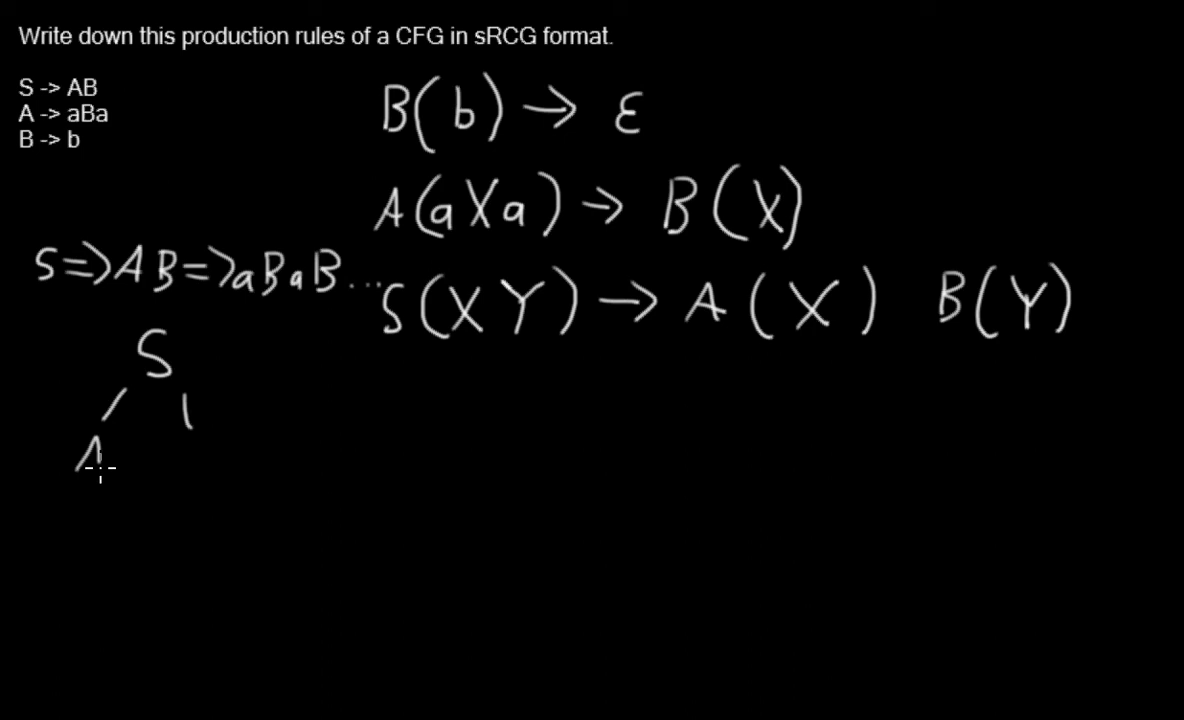 Write down this production rules of a CFG in sRCG format.
S -> AB
A -> aBa
B -> b
B(b) → ε
A(aXa) → B(X)
S⇒AB⇒aBaB...
S(XY) → A(X) B(Y)
S
A